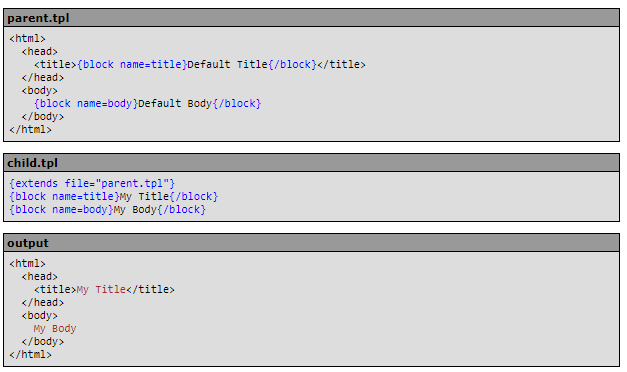 parent.tpl
<html>
  <head>
    <title>{block name=title}Default Title{/block}</title>
  </head>
  <body>
    {block name=body}Default Body{/block}
  </body>
</html>
child.tpl
{extends file="parent.tpl"}
{block name=title}My Title{/block}
{block name=body}My Body{/block}
output
<html>
  <head>
    <title>My Title</title>
  </head>
  <body>
    My Body
  </body>
</html>